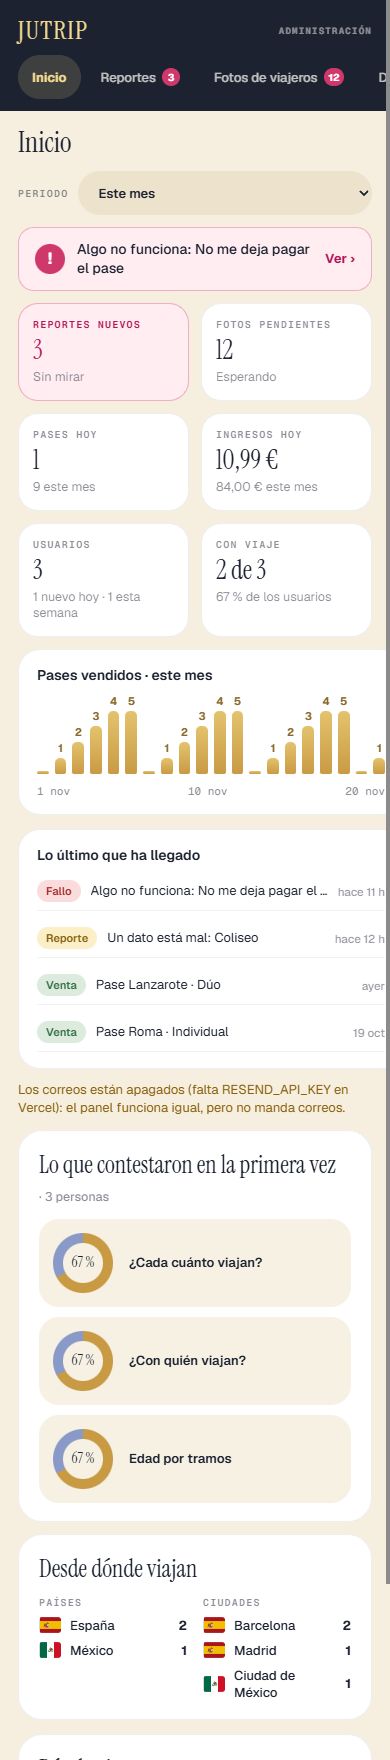 JUTRIP
ADMINISTRACIÓN
Inicio
Reportes 3
Fotos de viajeros 12
D
Inicio
PERIODO
Este mes
!
Algo no funciona: No me deja pagar
el pase
Ver ›
REPORTES NUEVOS
3
Sin mirar
FOTOS PENDIENTES
12
Esperando
PASES HOY
1
9 este mes
INGRESOS HOY
10,99 €
84,00 € este mes
USUARIOS
3
1 nuevo hoy · 1 esta
semana
CON VIAJE
2 de 3
67 % de los usuarios
Pases vendidos · este mes
1 2 3 4 5 1 2 3 4 5 1 2 3 4 5 1
1 nov 10 nov 20 nov
Lo último que ha llegado
Fallo Algo no funciona: No me deja pagar el … hace 11 h
Reporte Un dato está mal: Coliseo hace 12 h
Venta Pase Lanzarote · Dúo ayer
Venta Pase Roma · Individual 19 oct
Los correos están apagados (falta RESEND_API_KEY en
Vercel): el panel funciona igual, pero no manda correos.
Lo que contestaron en la primera vez
· 3 personas
67 % ¿Cada cuánto viajan?
67 % ¿Con quién viajan?
67 % Edad por tramos
Desde dónde viajan
PAÍSES
España 2
México 1
CIUDADES
Barcelona 2
Madrid 1
Ciudad de
México 1